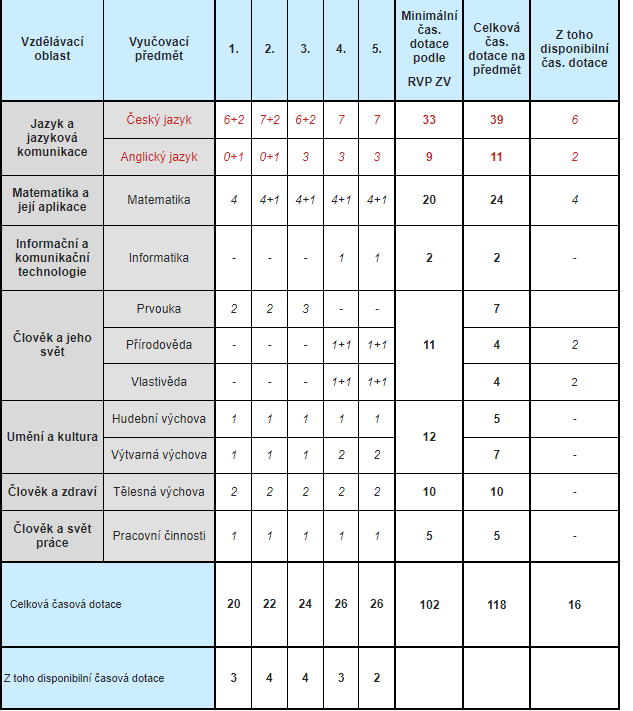 Vzdělávací oblast | Vyučovací předmět | 1. | 2. | 3. | 4. | 5. | Minimální čas. dotace podle RVP ZV | Celková čas. dotace na předmět | Z toho disponibilní čas. dotace
Jazyk a jazyková komunikace | Český jazyk | 6+2 | 7+2 | 6+2 | 7 | 7 | 33 | 39 | 6
Anglický jazyk | 0+1 | 0+1 | 3 | 3 | 3 | 9 | 11 | 2
Matematika a její aplikace | Matematika | 4 | 4+1 | 4+1 | 4+1 | 4+1 | 20 | 24 | 4
Informační a komunikační technologie | Informatika | - | - | - | 1 | 1 | 2 | 2 | -
Člověk a jeho svět | Prvouka | 2 | 2 | 3 | - | - | 11 | 7
Přírodověda | - | - | - | 1+1 | 1+1 | 4 | 2
Vlastivěda | - | - | - | 1+1 | 1+1 | 4 | 2
Umění a kultura | Hudební výchova | 1 | 1 | 1 | 1 | 1 | 12 | 5 | -
Výtvarná výchova | 1 | 1 | 1 | 2 | 2 | 7 | -
Člověk a zdraví | Tělesná výchova | 2 | 2 | 2 | 2 | 2 | 10 | 10 | -
Člověk a svět práce | Pracovní činnosti | 1 | 1 | 1 | 1 | 1 | 5 | 5 | -
Celková časová dotace | 20 | 22 | 24 | 26 | 26 | 102 | 118 | 16
Z toho disponibilní časová dotace | 3 | 4 | 4 | 3 | 2